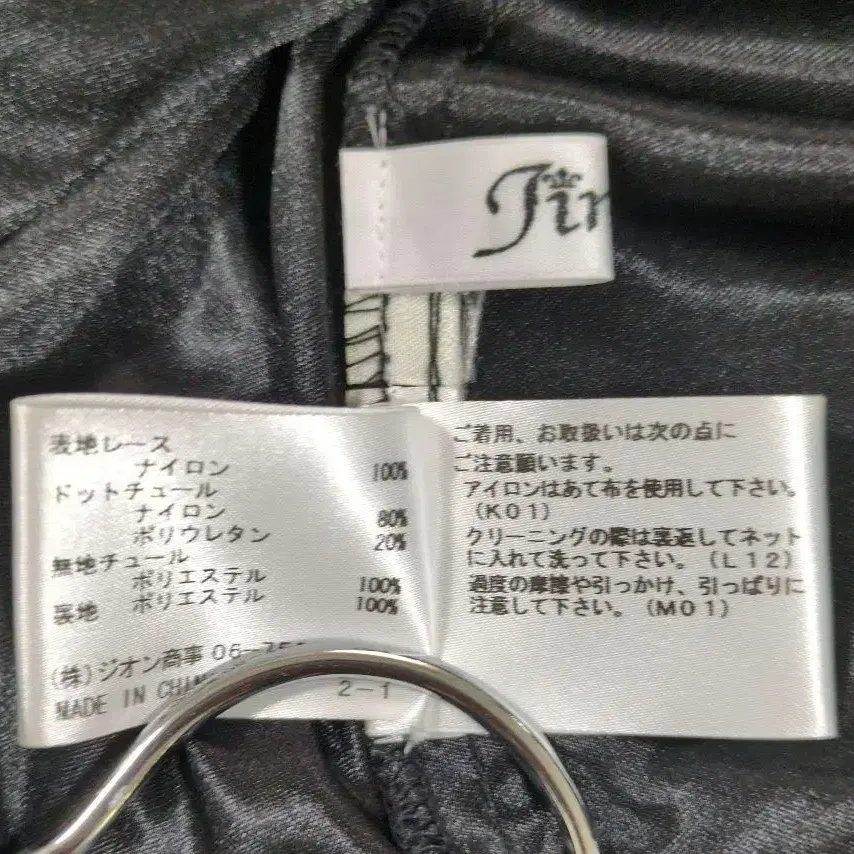 Jir
表地レース
ナイロン 100%
ドットチュール
ナイロン 80%
ポリウレタン 20%
無地チュール
ポリエステル 100%
裏地 ポリエステル 100%
(株)ジオン商事 06-
MADE IN CHIN
2-1
ご着用、お取扱いは次の点に
ご注意願います。
アイロンはあて布を使用して下さい。
(K01)
クリーニングの際は裏返してネット
に入れて洗って下さい。(L12)
過度の摩擦や引っかけ、引っぱりに
注意して下さい。(M01)